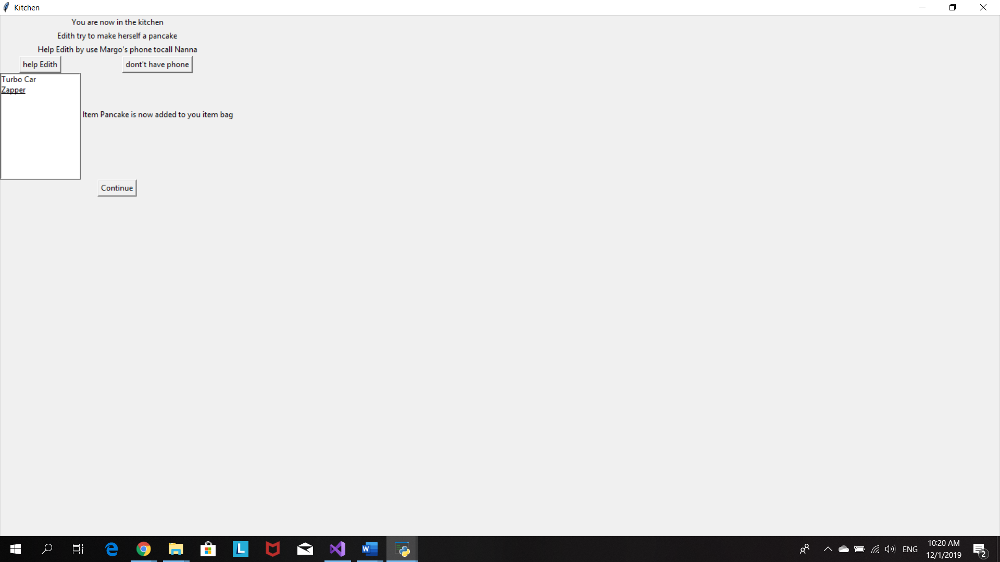 Kitchen
You are now in the kitchen
Edith try to make herself a pancake
Help Edith by use Margo's phone tocall Nanna
help Edith
dont't have phone
Turbo Car
Zapper
Item Pancake is now added to you item bag
Continue
L
W
ENG
10:20 AM
12/1/2019
2